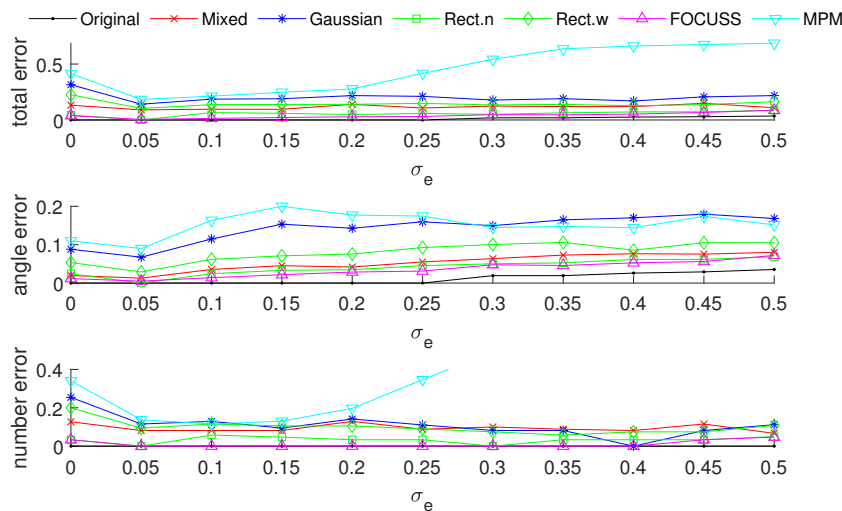 Original Mixed Gaussian Rect.n Rect.w FOCUSS MPM
total error
0.5
0
0 0.05 0.1 0.15 0.2 0.25 0.3 0.35 0.4 0.45 0.5
σe
angle error
0.2
0.1
0
0 0.05 0.1 0.15 0.2 0.25 0.3 0.35 0.4 0.45 0.5
σe
number error
0.4
0.2
0
0 0.05 0.1 0.15 0.2 0.25 0.3 0.35 0.4 0.45 0.5
σe